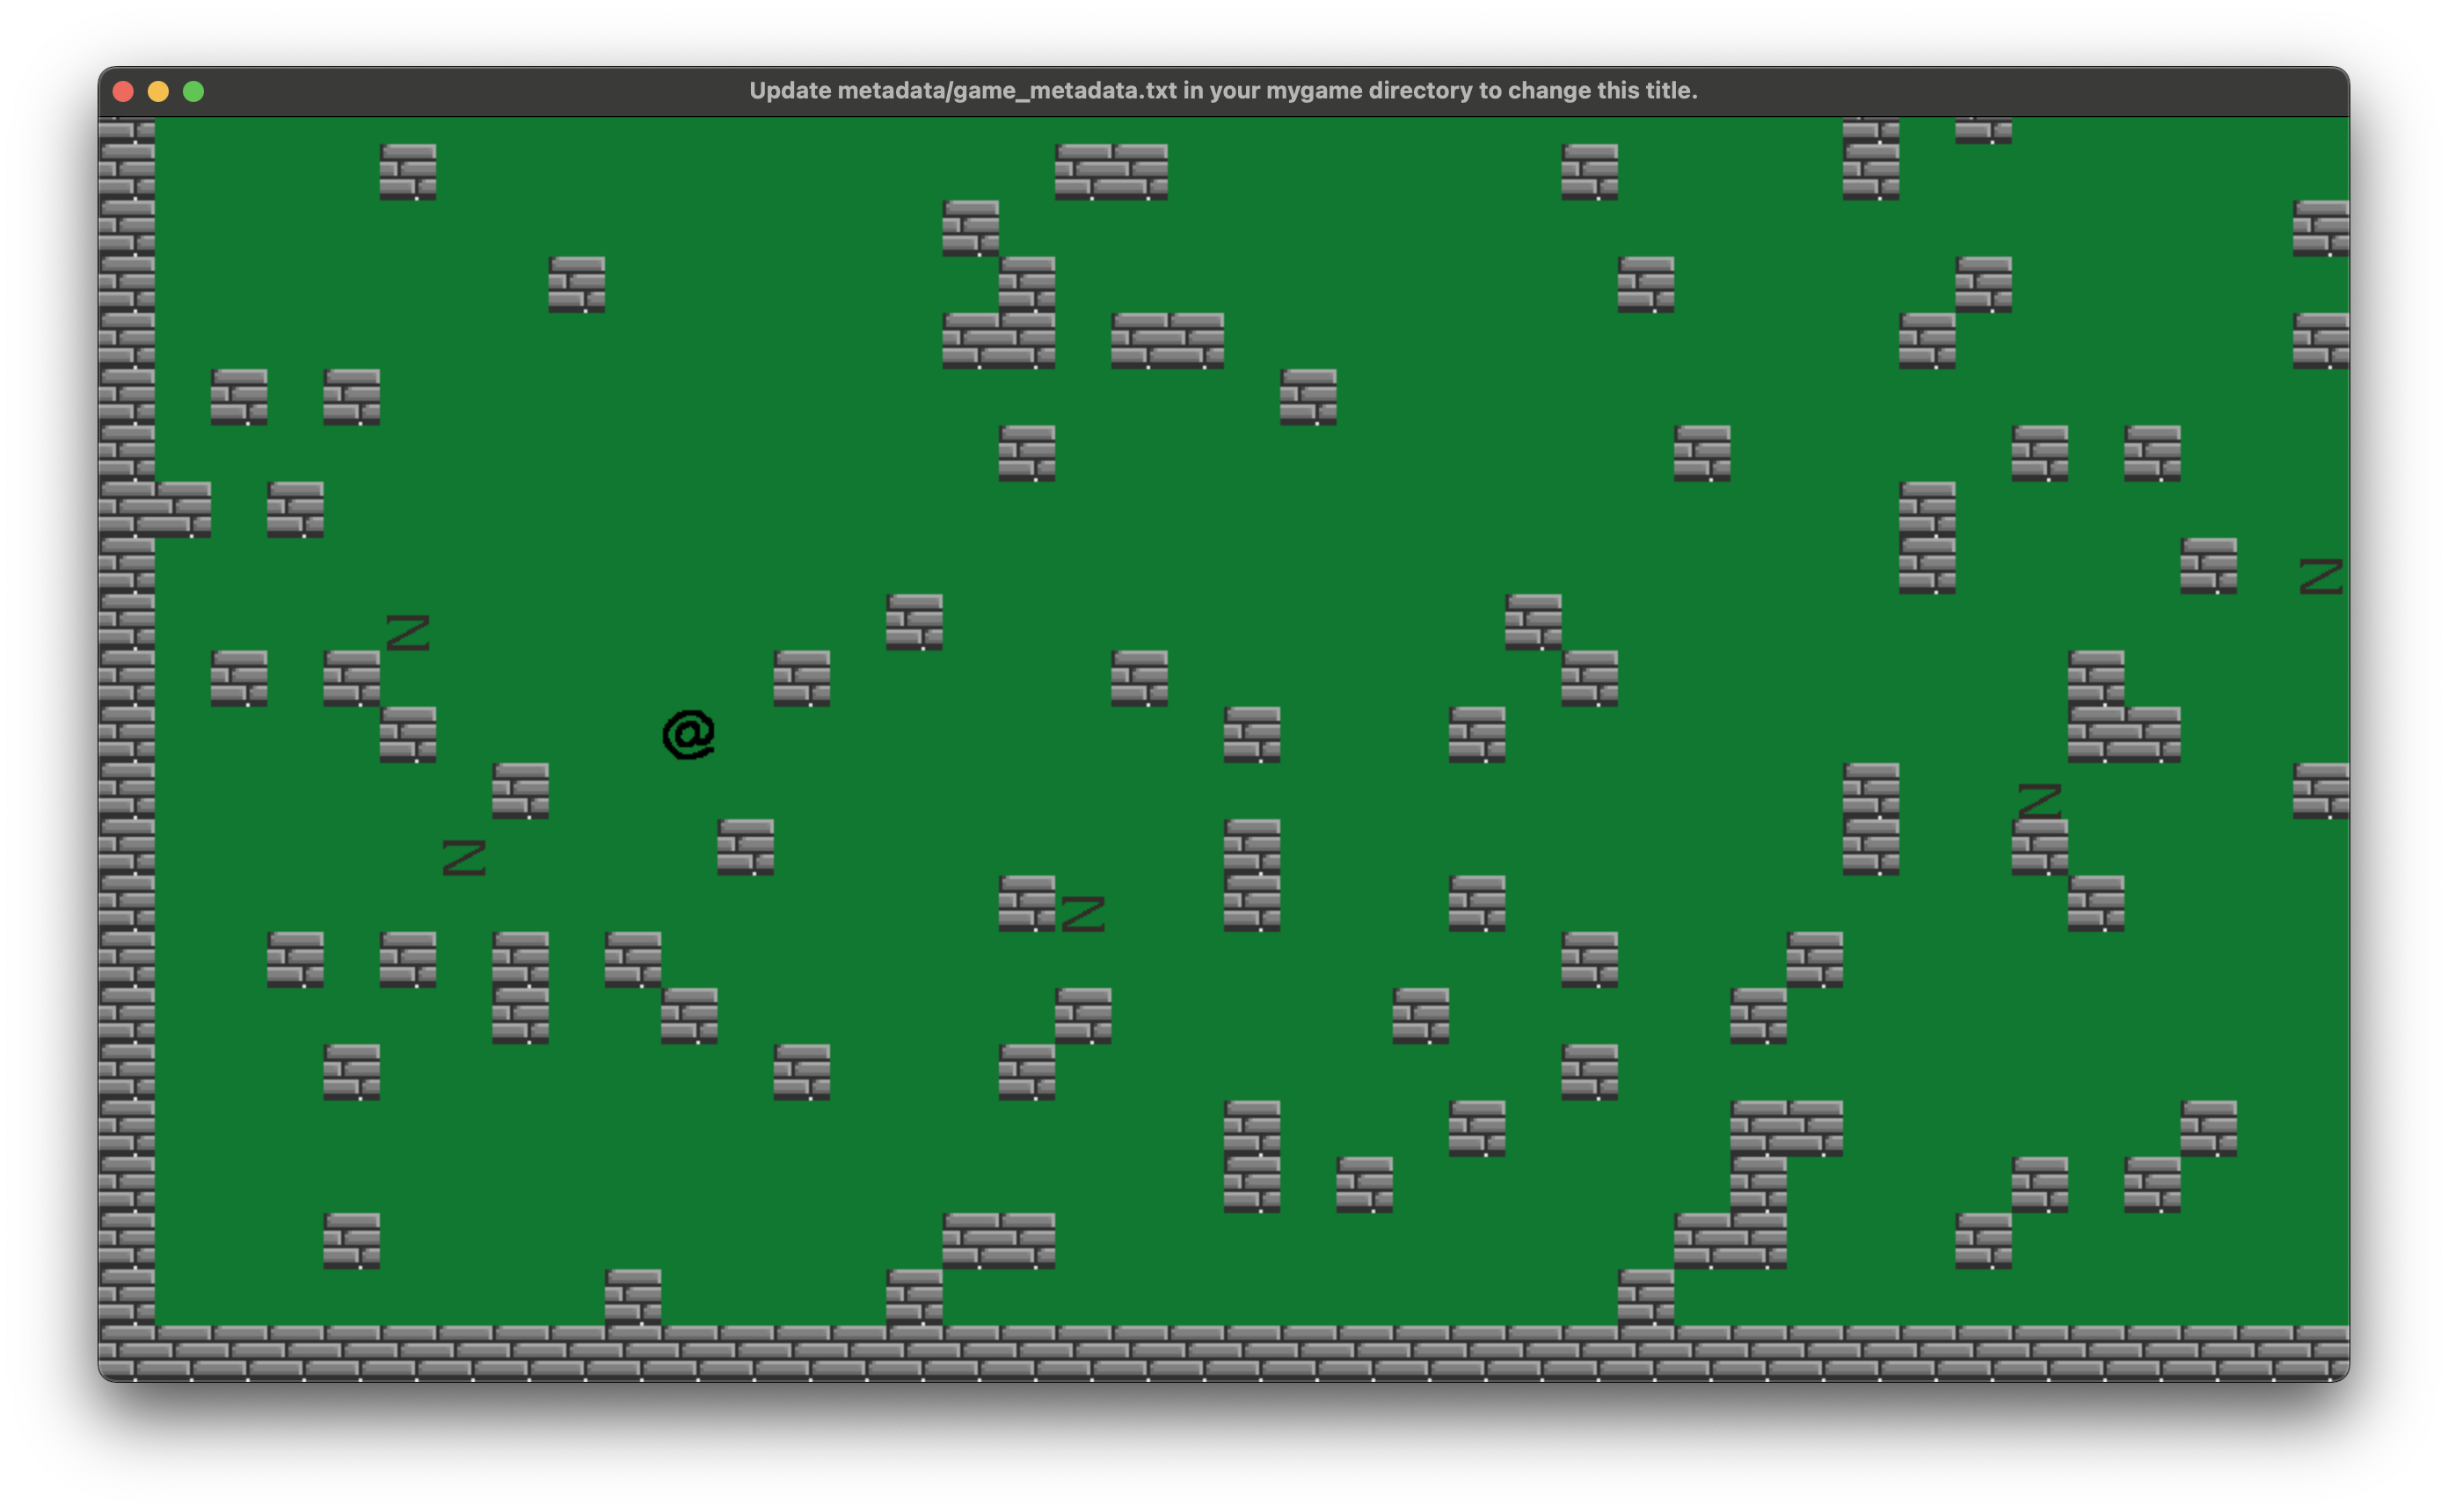 Update metadata/game_metadata.txt in your mygame directory to change this title.
z
z
@
z
z
z